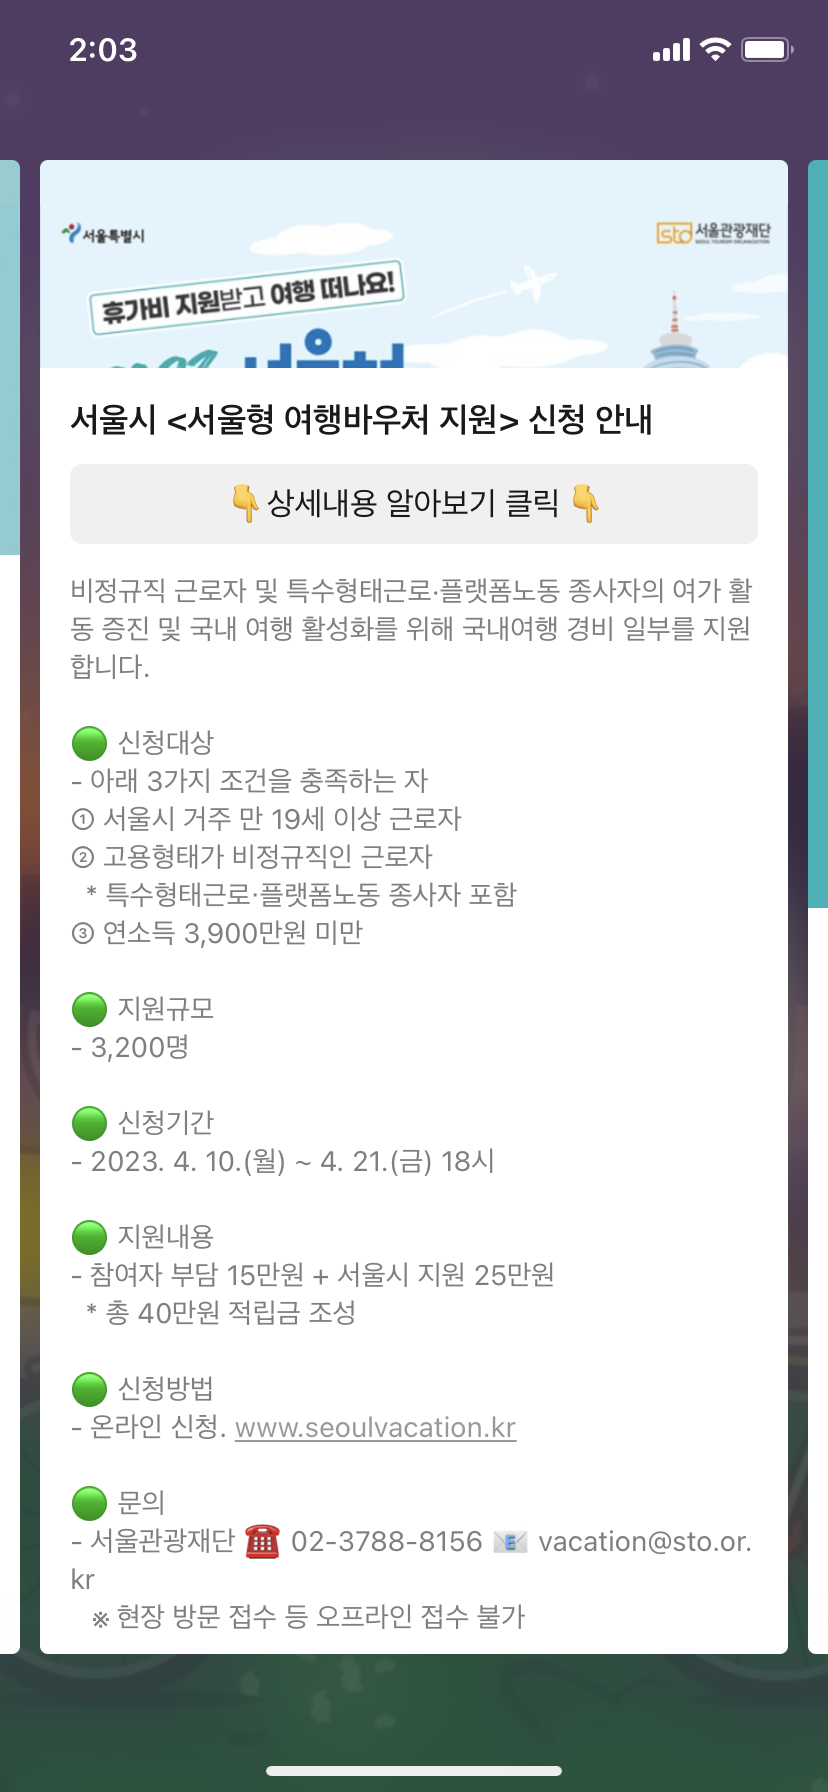 2:03
서울특별시
sto 서울관광재단
SEOUL TOURISM ORGANIZATION
휴가비 지원받고 여행 떠나요!
서울시 <서울형 여행바우처 지원> 신청 안내
👇 상세내용 알아보기 클릭 👇
비정규직 근로자 및 특수형태근로·플랫폼노동 종사자의 여가 활
동 증진 및 국내 여행 활성화를 위해 국내여행 경비 일부를 지원
합니다.
🟢 신청대상
- 아래 3가지 조건을 충족하는 자
① 서울시 거주 만 19세 이상 근로자
② 고용형태가 비정규직인 근로자
* 특수형태근로·플랫폼노동 종사자 포함
③ 연소득 3,900만원 미만
🟢 지원규모
- 3,200명
🟢 신청기간
- 2023. 4. 10.(월) ~ 4. 21.(금) 18시
🟢 지원내용
- 참여자 부담 15만원 + 서울시 지원 25만원
* 총 40만원 적립금 조성
🟢 신청방법
- 온라인 신청. www.seoulvacation.kr
🟢 문의
- 서울관광재단 ☎️ 02-3788-8156 📧 vacation@sto.or.
kr
※ 현장 방문 접수 등 오프라인 접수 불가